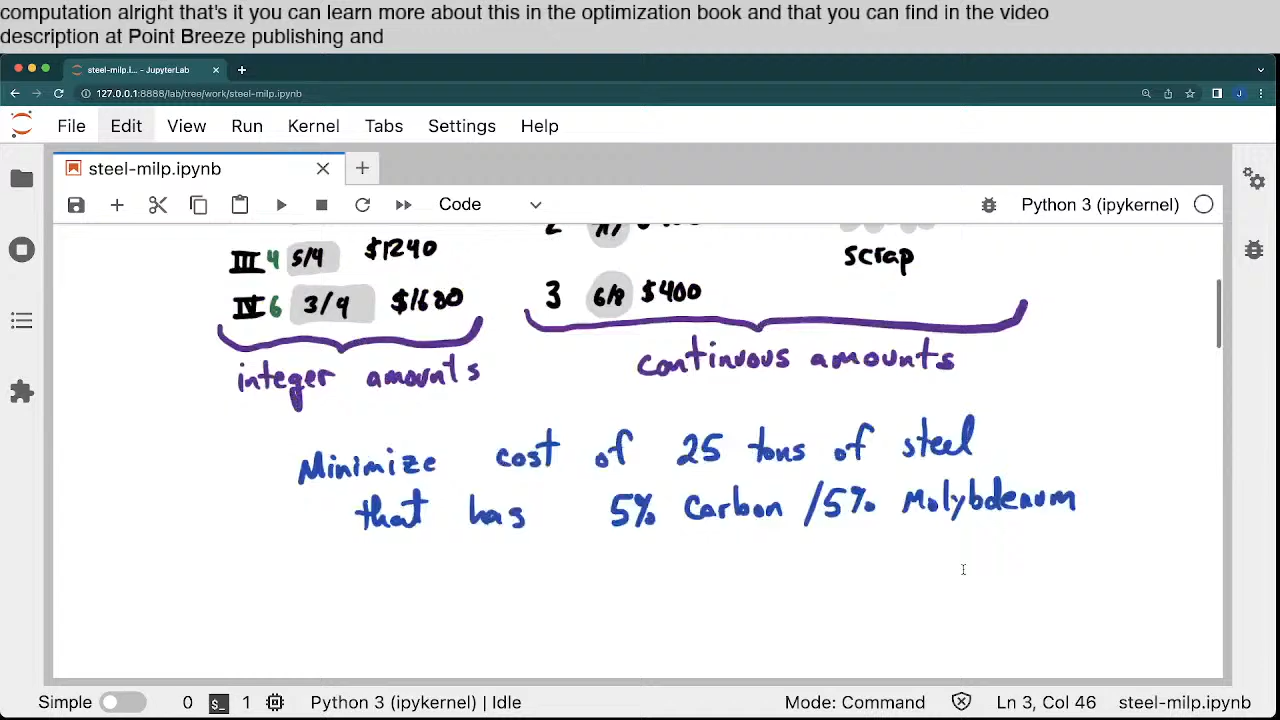 computation alright that's it you can learn more about this in the optimization book and that you can find in the video
description at Point Breeze publishing and
steel-milp.i... - JupyterLab
127.0.0.1:8888/lab/tree/work/steel-milp.ipynb
File Edit View Run Kernel Tabs Settings Help
steel-milp.ipynb
Code
Python 3 (ipykernel)
III 4 5/4 $1240
scrap
IV 6 3/4 $1680
3 6/8 $400
integer amounts
continuous amounts
Minimize cost of 25 tons of steel
that has 5% Carbon /5% Molybdenum
Simple 0 $_ 1 Python 3 (ipykernel) | Idle Mode: Command Ln 3, Col 46 steel-milp.ipynb